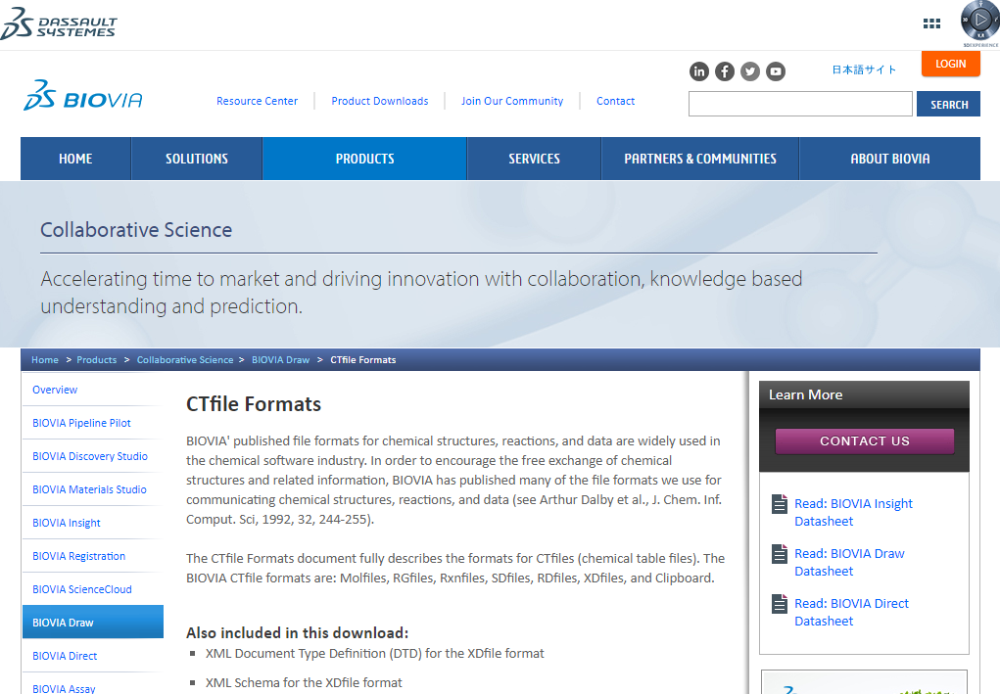 DASSAULT
SYSTEMES
3DEXPERIENCE
BIOVIA
日本語サイト
LOGIN
Resource Center
Product Downloads
Join Our Community
Contact
SEARCH
HOME
SOLUTIONS
PRODUCTS
SERVICES
PARTNERS & COMMUNITIES
ABOUT BIOVIA
Collaborative Science
Accelerating time to market and driving innovation with collaboration, knowledge based
understanding and prediction.
Home > Products > Collaborative Science > BIOVIA Draw > CTfile Formats
Overview
BIOVIA Pipeline Pilot
BIOVIA Discovery Studio
BIOVIA Materials Studio
BIOVIA Insight
BIOVIA Registration
BIOVIA ScienceCloud
BIOVIA Draw
BIOVIA Direct
BIOVIA Assay
CTfile Formats
BIOVIA' published file formats for chemical structures, reactions, and data are widely used in
the chemical software industry. In order to encourage the free exchange of chemical
structures and related information, BIOVIA has published many of the file formats we use for
communicating chemical structures, reactions, and data (see Arthur Dalby et al., J. Chem. Inf.
Comput. Sci, 1992, 32, 244-255).
The CTfile Formats document fully describes the formats for CTfiles (chemical table files). The
BIOVIA CTfile formats are: Molfiles, RGfiles, Rxnfiles, SDfiles, RDfiles, XDfiles, and Clipboard.
Also included in this download:
XML Document Type Definition (DTD) for the XDfile format
XML Schema for the XDfile format
Learn More
CONTACT US
Read: BIOVIA Insight
Datasheet
Read: BIOVIA Draw
Datasheet
Read: BIOVIA Direct
Datasheet